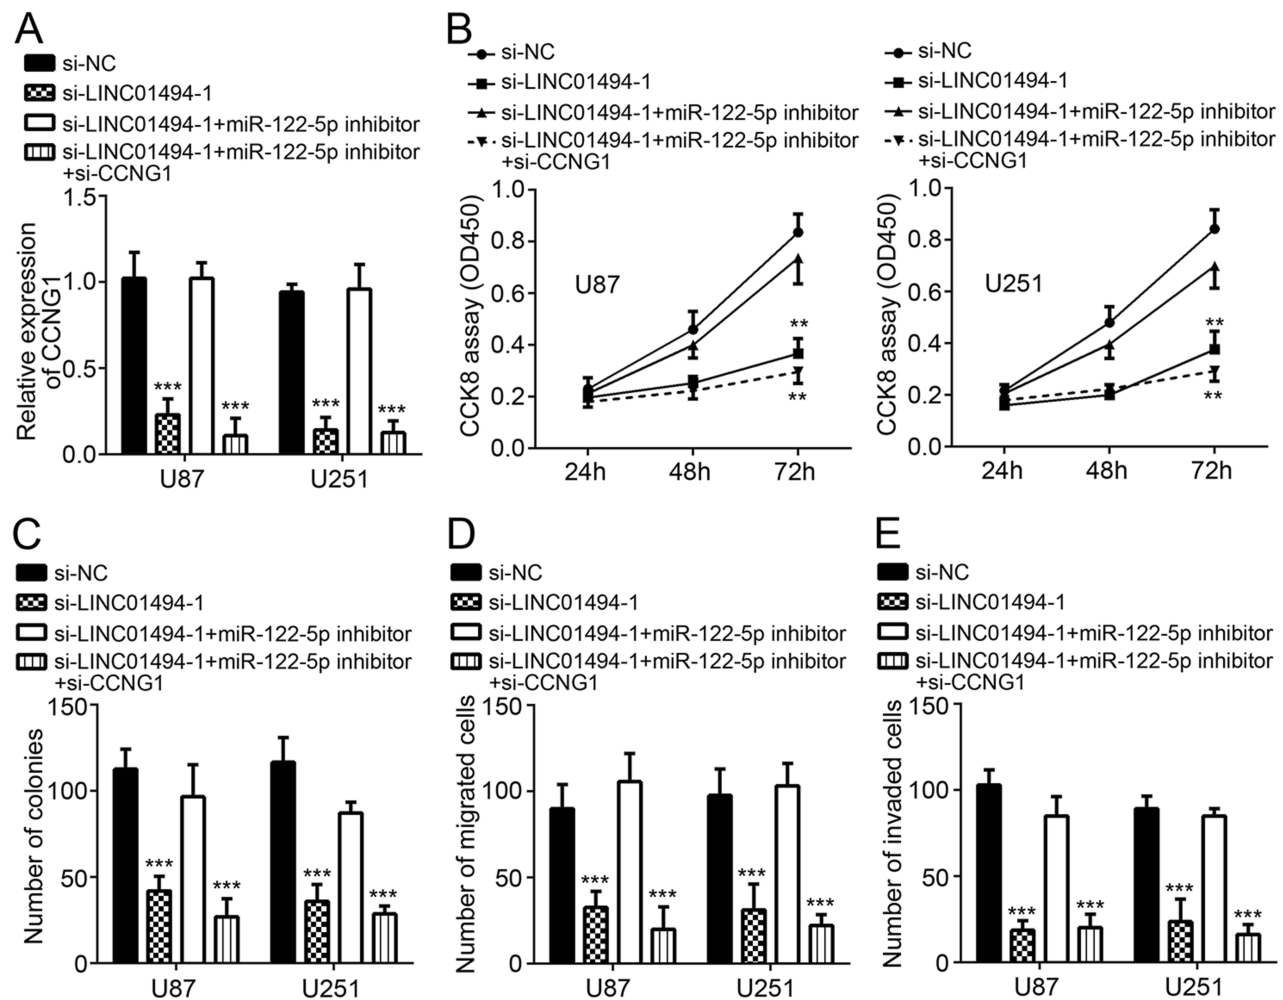 A
si-NC
si-LINC01494-1
si-LINC01494-1+miR-122-5p inhibitor
si-LINC01494-1+miR-122-5p inhibitor
+si-CCNG1
Relative expression
of CCNG1
1.5
1.0
0.5
0.0
***
***
***
***
U87
U251
B
si-NC
si-LINC01494-1
si-LINC01494-1+miR-122-5p inhibitor
si-LINC01494-1+miR-122-5p inhibitor
+si-CCNG1
CCK8 assay (OD450)
1.0
0.8
0.6
0.4
0.2
0.0
U87
**
**
24h
48h
72h
si-NC
si-LINC01494-1
si-LINC01494-1+miR-122-5p inhibitor
si-LINC01494-1+miR-122-5p inhibitor
+si-CCNG1
CCK8 assay (OD450)
1.0
0.8
0.6
0.4
0.2
0.0
U251
**
**
24h
48h
72h
C
si-NC
si-LINC01494-1
si-LINC01494-1+miR-122-5p inhibitor
si-LINC01494-1+miR-122-5p inhibitor
+si-CCNG1
Number of colonies
150
100
50
0
***
***
***
***
U87
U251
D
si-NC
si-LINC01494-1
si-LINC01494-1+miR-122-5p inhibitor
si-LINC01494-1+miR-122-5p inhibitor
+si-CCNG1
Number of migrated cells
150
100
50
0
***
***
***
***
U87
U251
E
si-NC
si-LINC01494-1
si-LINC01494-1+miR-122-5p inhibitor
si-LINC01494-1+miR-122-5p inhibitor
+si-CCNG1
Number of invaded cells
150
100
50
0
***
***
***
***
U87
U251